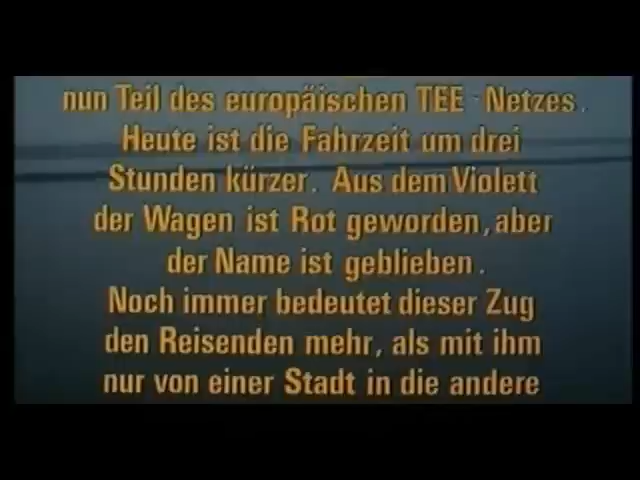 nun Teil des europäischen TEE-Netzes.
Heute ist die Fahrzeit um drei
Stunden kürzer. Aus dem Violett
der Wagen ist Rot geworden, aber
der Name ist geblieben.
Noch immer bedeutet dieser Zug
den Reisenden mehr, als mit ihm
nur von einer Stadt in die andere